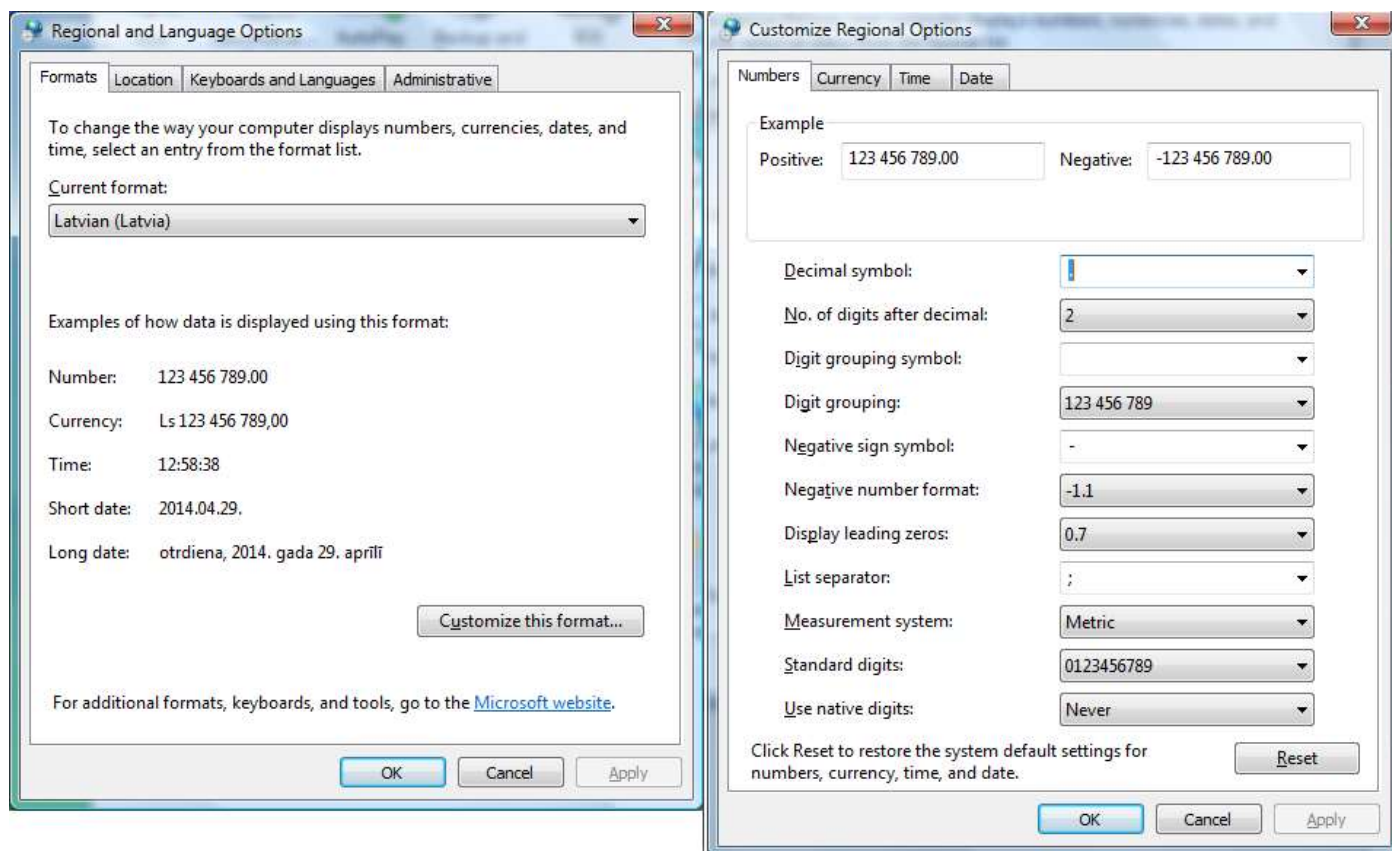 Regional and Language Options
Formats
Location
Keyboards and Languages
Administrative
To change the way your computer displays numbers, currencies, dates, and
time, select an entry from the format list.
Current format:
Latvian (Latvia)
Examples of how data is displayed using this format:
Number: 123 456 789.00
Currency: Ls 123 456 789,00
Time: 12:58:38
Short date: 2014.04.29.
Long date: otrdiena, 2014. gada 29. aprīlī
Customize this format...
For additional formats, keyboards, and tools, go to the Microsoft website.
OK Cancel Apply
Customize Regional Options
Numbers
Currency
Time
Date
Example
Positive: 123 456 789.00 Negative: -123 456 789.00
Decimal symbol: .
No. of digits after decimal: 2
Digit grouping symbol:
Digit grouping: 123 456 789
Negative sign symbol: -
Negative number format: -1.1
Display leading zeros: 0.7
List separator: ;
Measurement system: Metric
Standard digits: 0123456789
Use native digits: Never
Click Reset to restore the system default settings for
numbers, currency, time, and date.
Reset
OK Cancel Apply